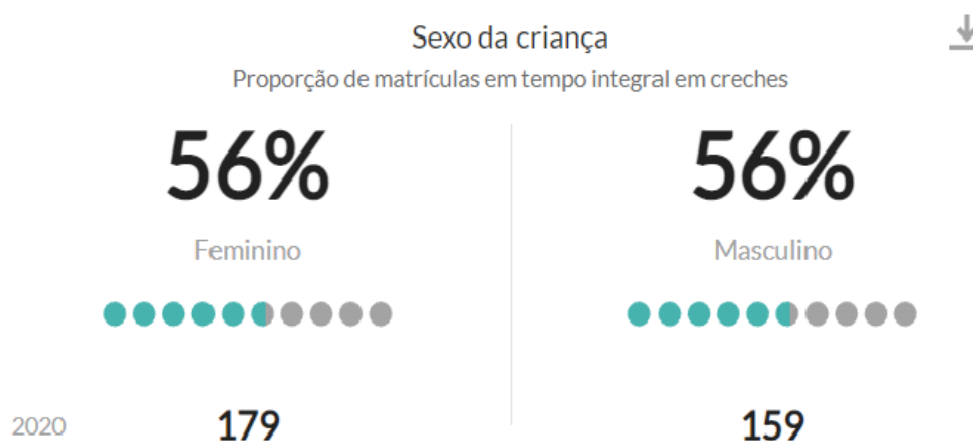 Sexo da criança
Proporção de matrículas em tempo integral em creches
56% 56%
Feminino Masculino
2020 179 159